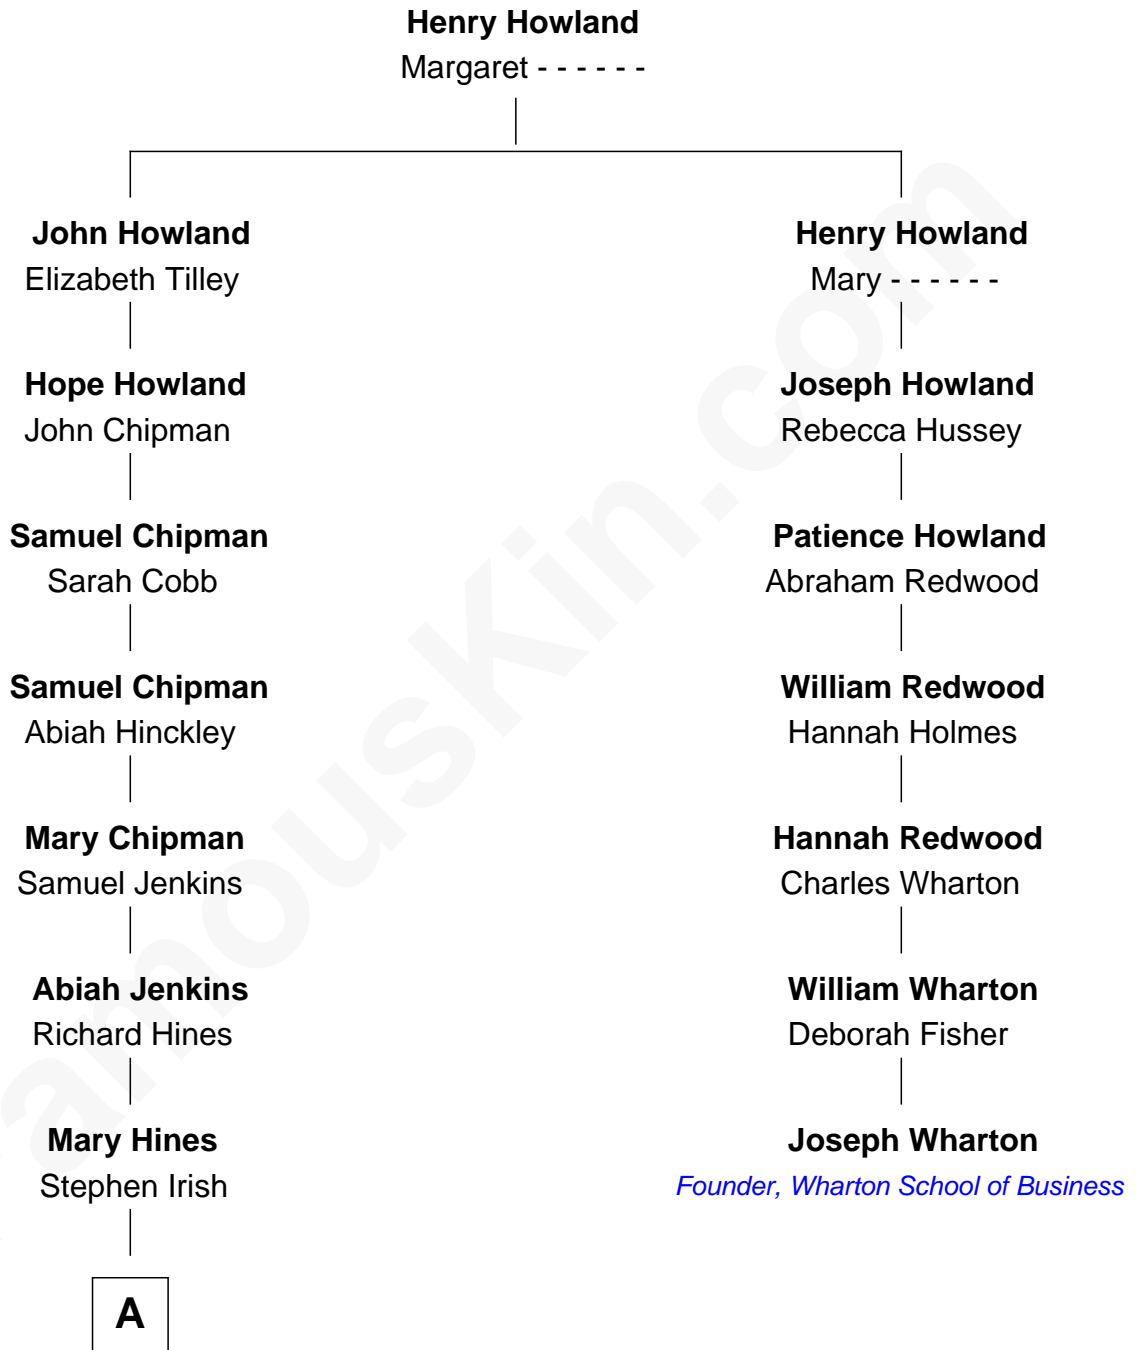 Henry Howland
Margaret - - - - - -
John Howland
Elizabeth Tilley
Henry Howland
Mary - - - - - -
Hope Howland
John Chipman
Joseph Howland
Rebecca Hussey
Samuel Chipman
Sarah Cobb
Patience Howland
Abraham Redwood
Samuel Chipman
Abiah Hinckley
William Redwood
Hannah Holmes
Mary Chipman
Samuel Jenkins
Hannah Redwood
Charles Wharton
Abiah Jenkins
Richard Hines
William Wharton
Deborah Fisher
Mary Hines
Stephen Irish
Joseph Wharton
Founder, Wharton School of Business
A
amouskin.com